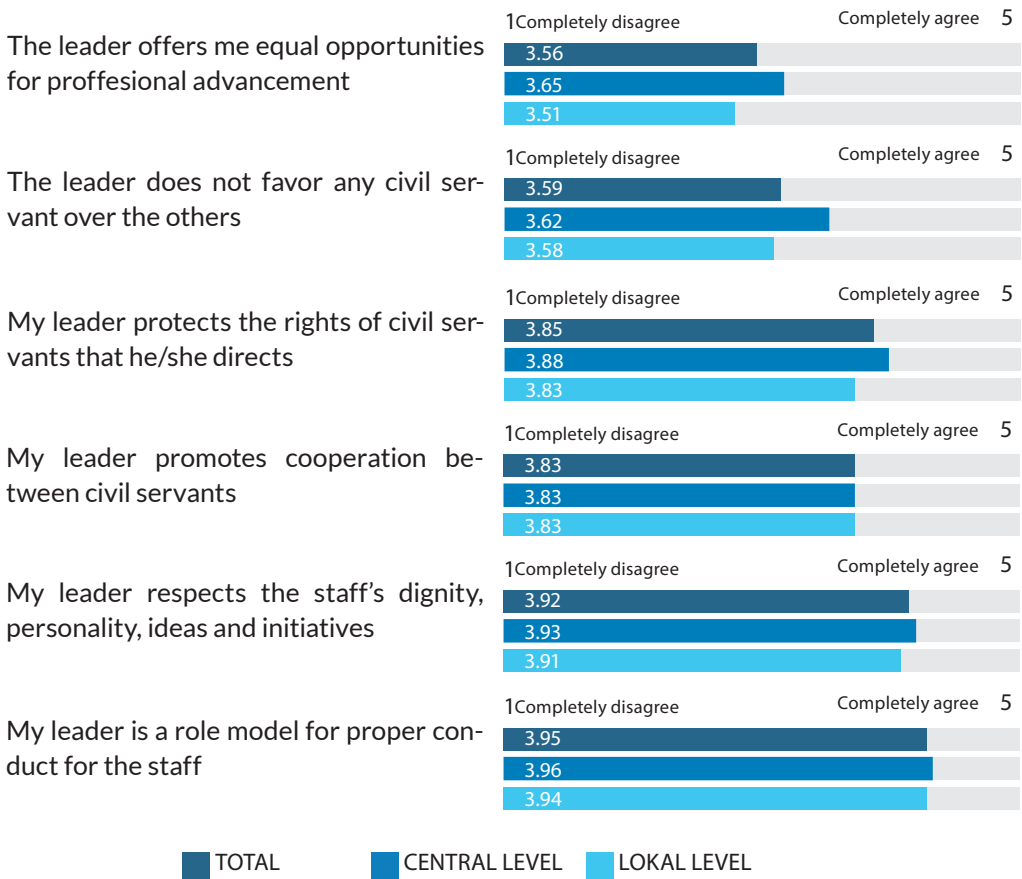 The leader offers me equal opportunities
for proffesional advancement
1Completely disagree Completely agree 5
3.56
3.65
3.51
The leader does not favor any civil ser-
vant over the others
1Completely disagree Completely agree 5
3.59
3.62
3.58
My leader protects the rights of civil ser-
vants that he/she directs
1Completely disagree Completely agree 5
3.85
3.88
3.83
My leader promotes cooperation be-
tween civil servants
1Completely disagree Completely agree 5
3.83
3.83
3.83
My leader respects the staff's dignity,
personality, ideas and initiatives
1Completely disagree Completely agree 5
3.92
3.93
3.91
My leader is a role model for proper con-
duct for the staff
1Completely disagree Completely agree 5
3.95
3.96
3.94
TOTAL CENTRAL LEVEL LOKAL LEVEL